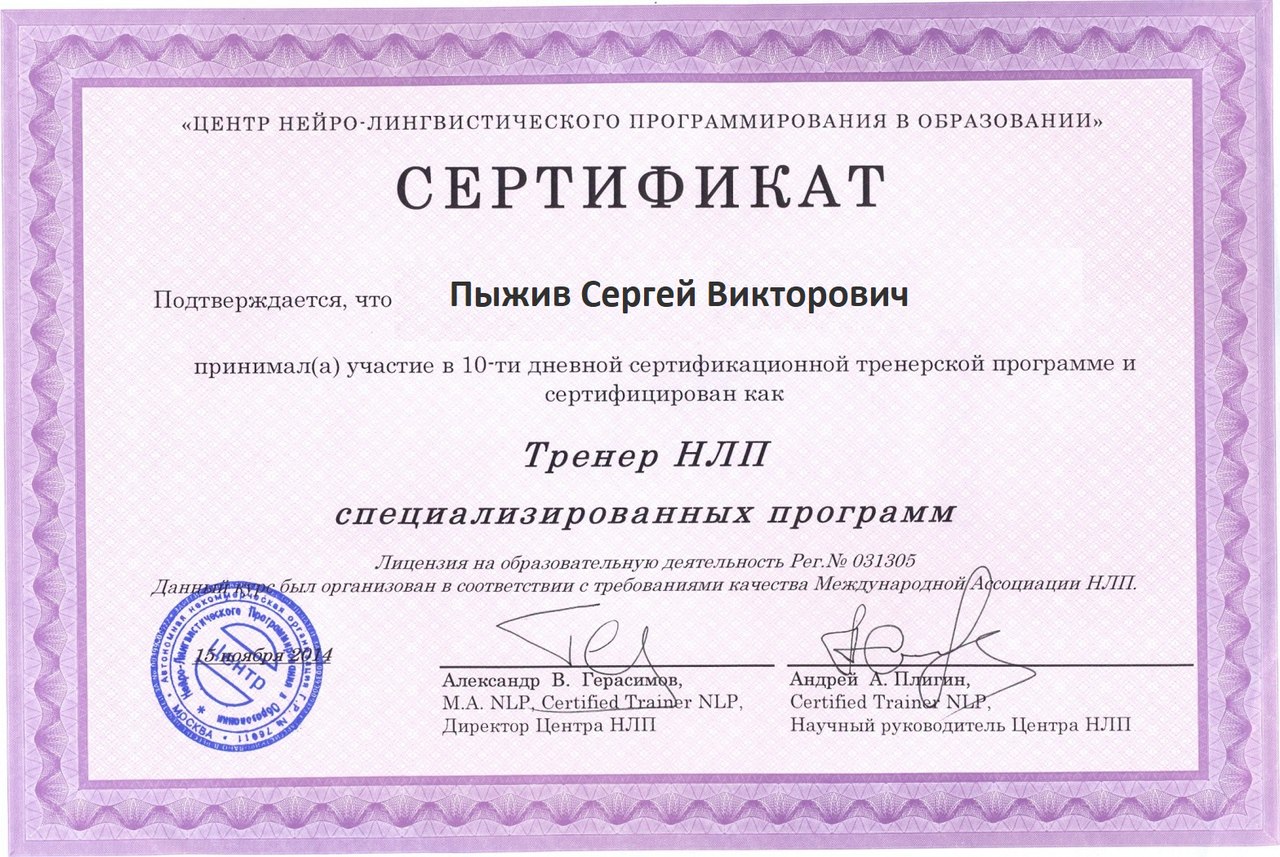 «ЦЕНТР НЕЙРО-ЛИНГВИСТИЧЕСКОГО ПРОГРАММИРОВАНИЯ В ОБРАЗОВАНИИ»
СЕРТИФИКАТ
Подтверждается, что Пыжив Сергей Викторович
принимал(а) участие в 10-ти дневной сертификационной тренерской программе и
сертифицирован как
Тренер НЛП
специализированных программ
Лицензия на образовательную деятельность Рег.№ 031305
Данный курс был организован в соответствии с требованиями качества Международной Ассоциации НЛП.
15 ноября 2014
Автономная некоммерческая организация Г.Р. № 76911
Нейро-Лингвистического Программирования в Образовании
Центр
МОСКВА
Александр В. Герасимов,
M.A. NLP, Certified Trainer NLP,
Директор Центра НЛП
Андрей А. Плигин,
Certified Trainer NLP,
Научный руководитель Центра НЛП